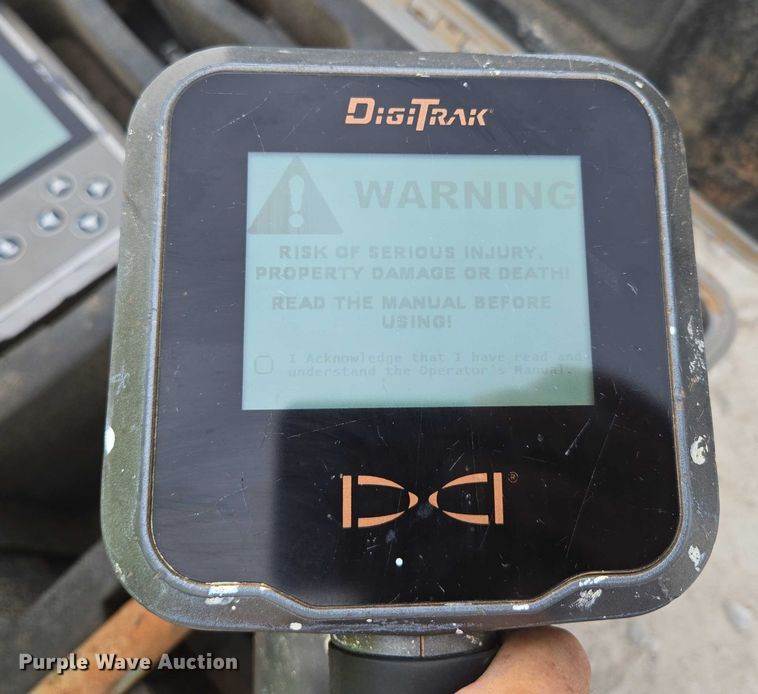 DIGITRAK®
WARNING
RISK OF SERIOUS INJURY,
PROPERTY DAMAGE OR DEATH!
READ THE MANUAL BEFORE
USING!
I Acknowledge that I have read and
understand the Operator's Manual.
DCI®
Purple Wave Auction